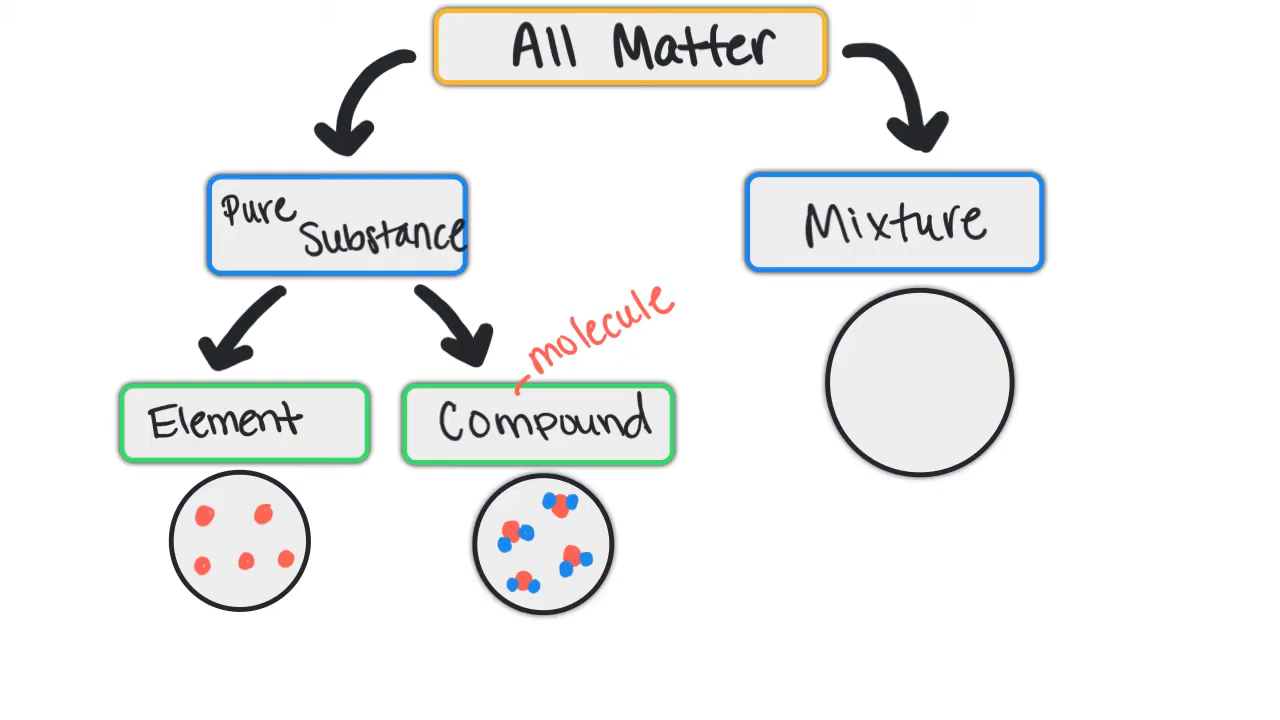 All Matter
Pure
Substance
Mixture
molecule
Element
Compound